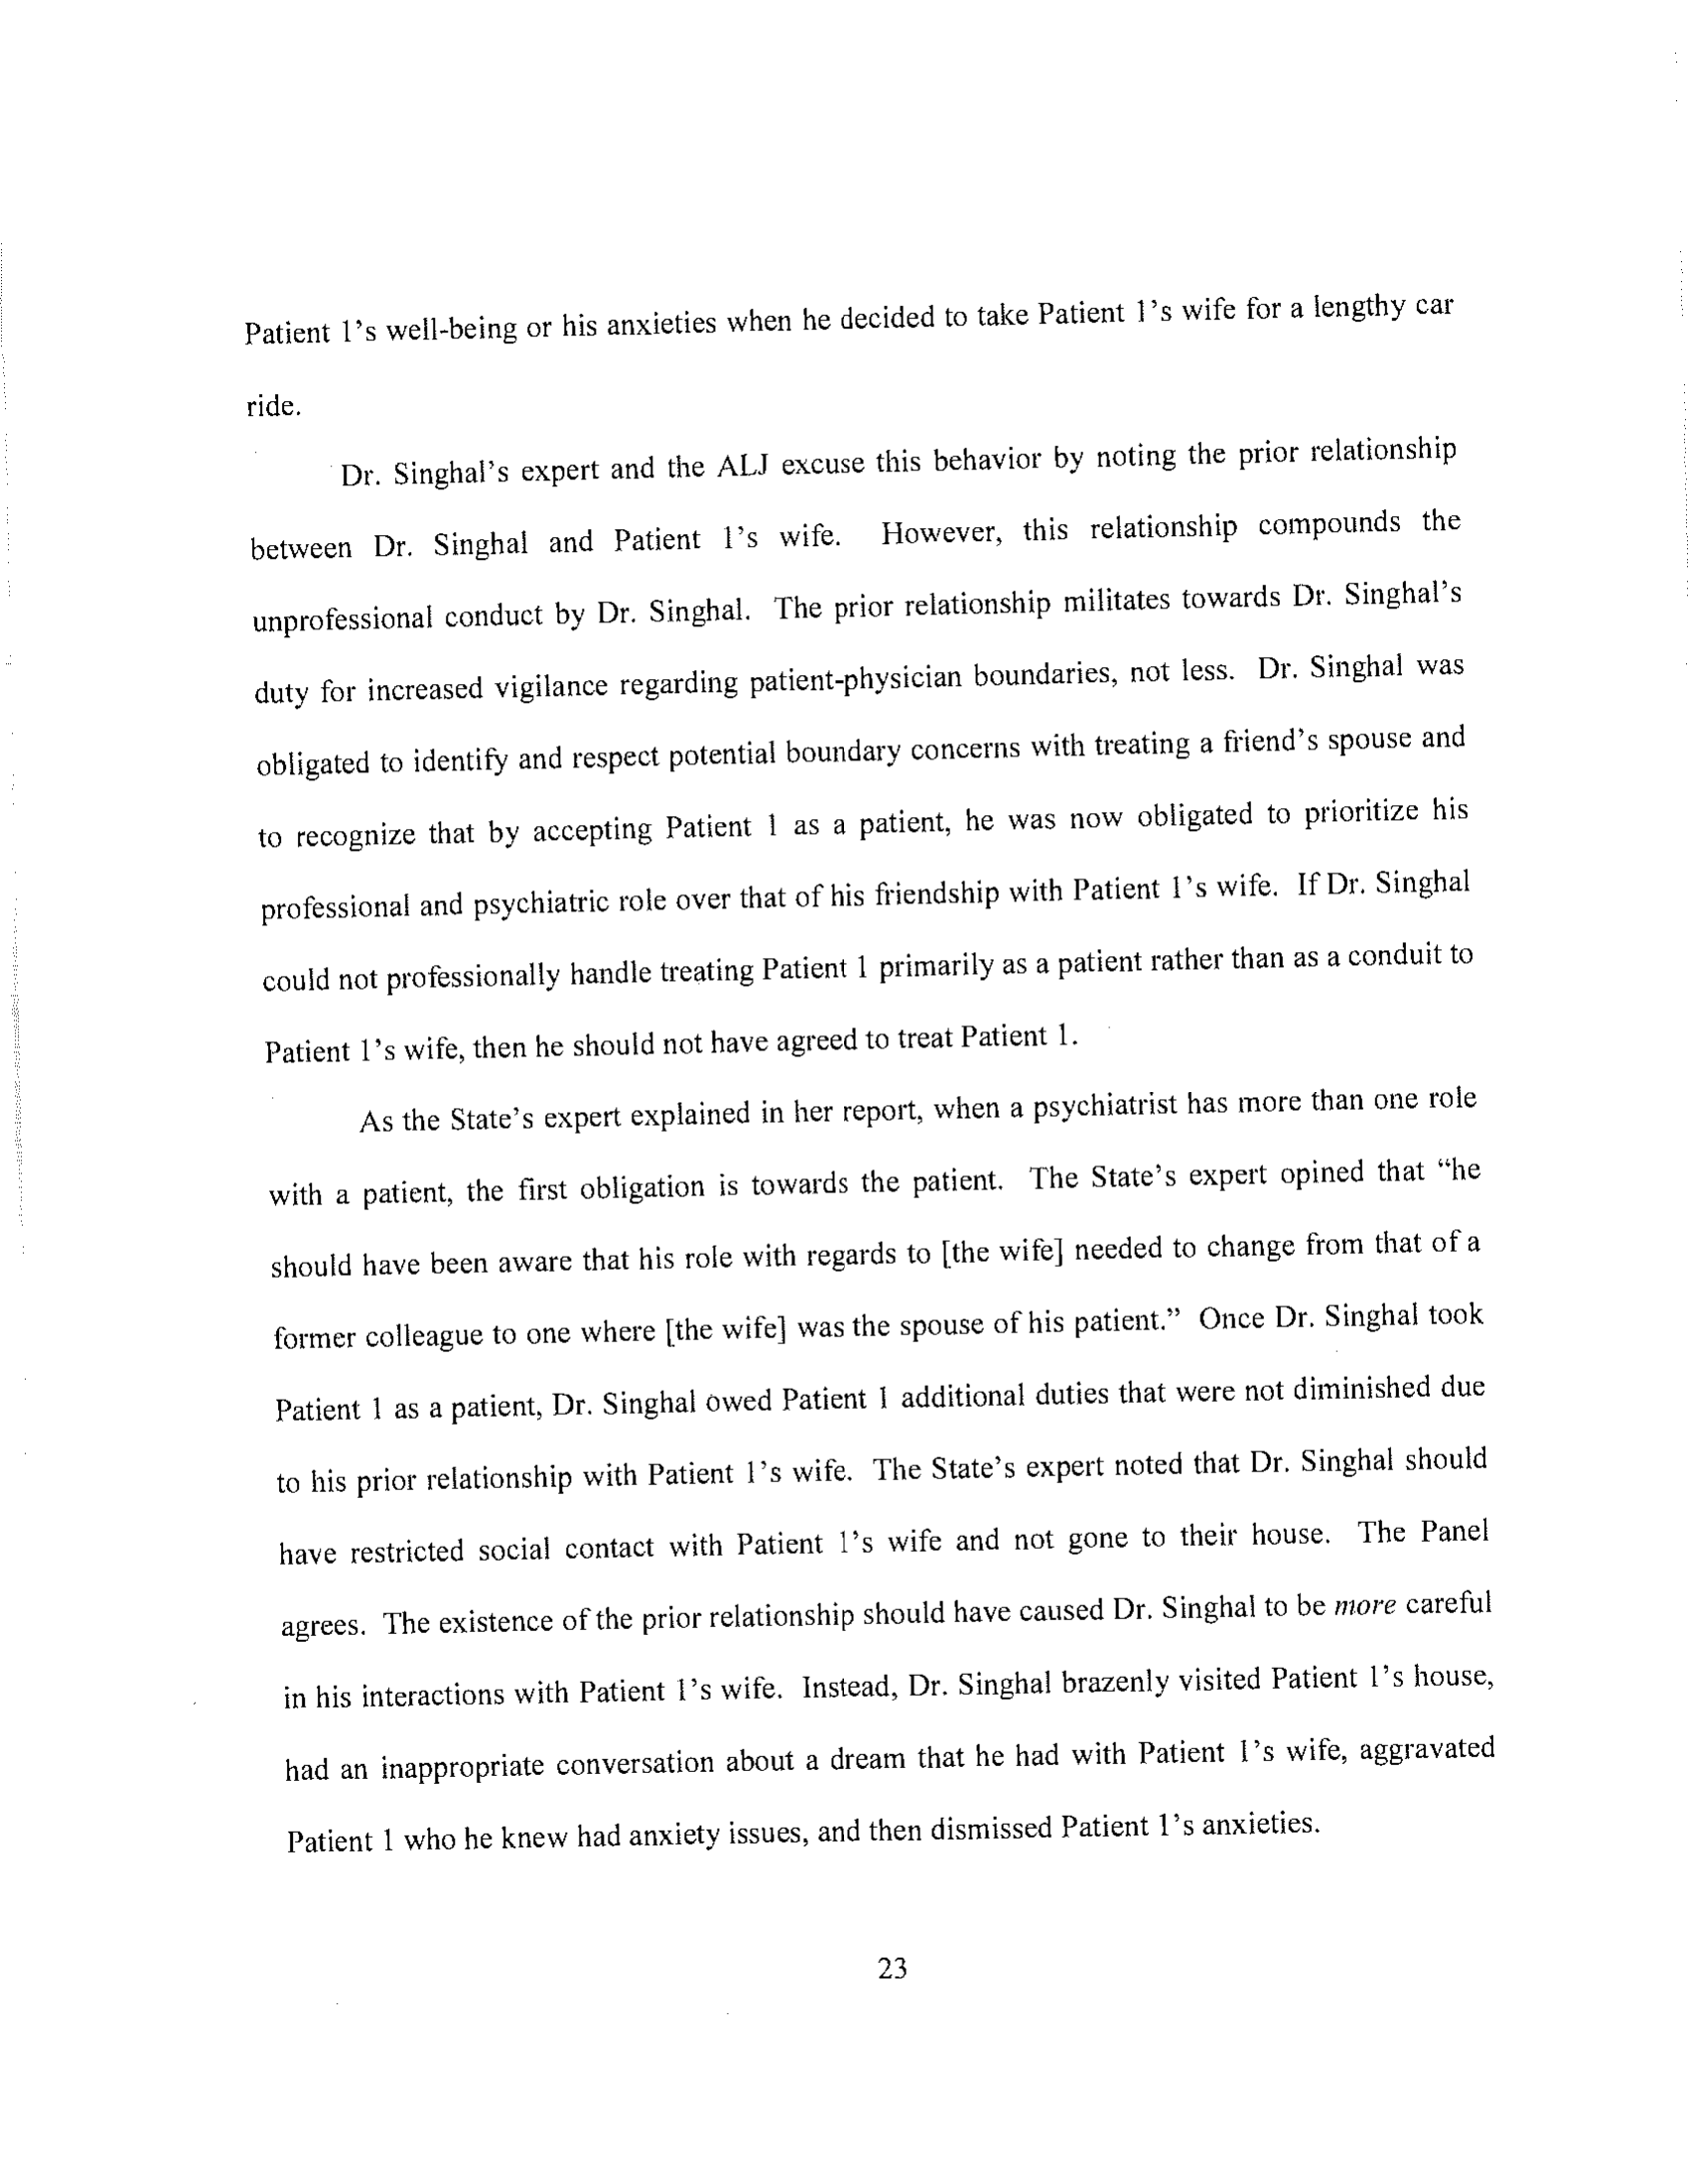 Patient 1's well-being or his anxieties when he decided to take Patient 1's wife for a lengthy car
ride.
Dr. Singhal's expert and the ALJ excuse this behavior by noting the prior relationship
between Dr. Singhal and Patient 1's wife. However, this relationship compounds the
unprofessional conduct by Dr. Singhal. The prior relationship militates towards Dr. Singhal's
duty for increased vigilance regarding patient-physician boundaries, not less. Dr. Singhal was
obligated to identify and respect potential boundary concerns with treating a friend's spouse and
to recognize that by accepting Patient 1 as a patient, he was now obligated to prioritize his
professional and psychiatric role over that of his friendship with Patient 1's wife. If Dr. Singhal
could not professionally handle treating Patient 1 primarily as a patient rather than as a conduit to
Patient 1's wife, then he should not have agreed to treat Patient 1.
As the State's expert explained in her report, when a psychiatrist has more than one role
with a patient, the first obligation is towards the patient. The State's expert opined that “he
should have been aware that his role with regards to [the wife] needed to change from that of a
former colleague to one where [the wife] was the spouse of his patient.” Once Dr. Singhal took
Patient 1 as a patient, Dr. Singhal owed Patient 1 additional duties that were not diminished due
to his prior relationship with Patient 1's wife. The State's expert noted that Dr. Singhal should
have restricted social contact with Patient 1's wife and not gone to their house. The Panel
agrees. The existence of the prior relationship should have caused Dr. Singhal to be more careful
in his interactions with Patient 1's wife. Instead, Dr. Singhal brazenly visited Patient 1's house,
had an inappropriate conversation about a dream that he had with Patient 1's wife, aggravated
Patient 1 who he knew had anxiety issues, and then dismissed Patient 1's anxieties.
23